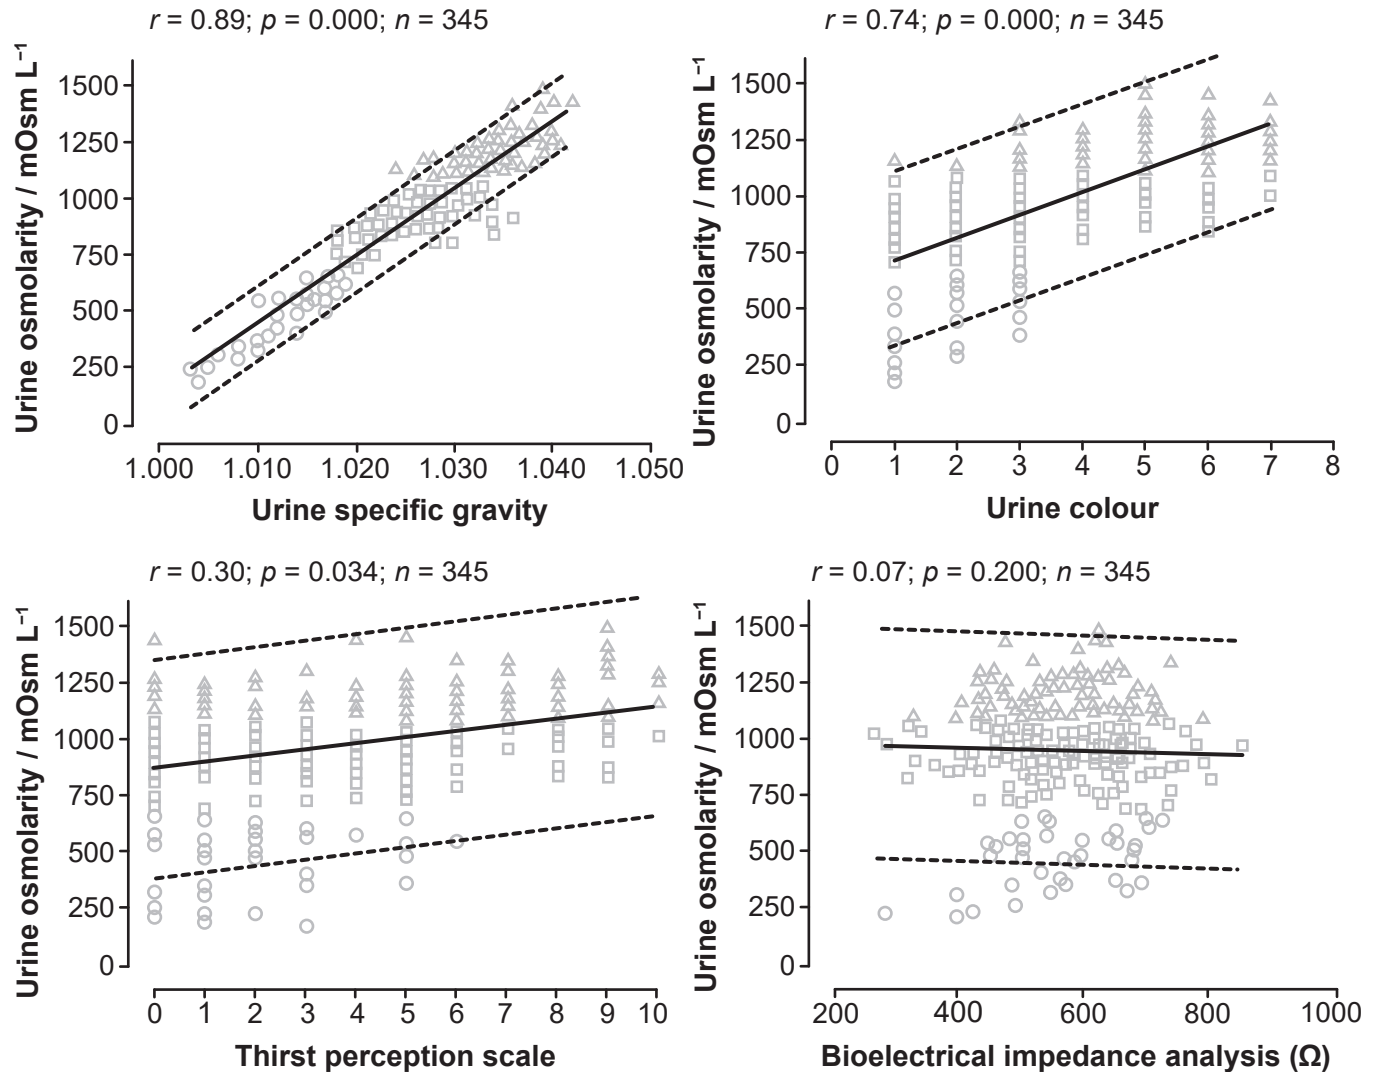 r = 0.89; p = 0.000; n = 345
Urine osmolarity / mOsm L⁻¹
1500
1250
1000
750
500
250
0
1.000 1.010 1.020 1.030 1.040 1.050
Urine specific gravity
r = 0.74; p = 0.000; n = 345
Urine osmolarity / mOsm L⁻¹
1500
1250
1000
750
500
250
0
0 1 2 3 4 5 6 7 8
Urine colour
r = 0.30; p = 0.034; n = 345
Urine osmolarity / mOsm L⁻¹
1500
1250
1000
750
500
250
0
0 1 2 3 4 5 6 7 8 9 10
Thirst perception scale
r = 0.07; p = 0.200; n = 345
Urine osmolarity / mOsm L⁻¹
1500
1250
1000
750
500
250
0
200 400 600 800 1000
Bioelectrical impedance analysis (Ω)